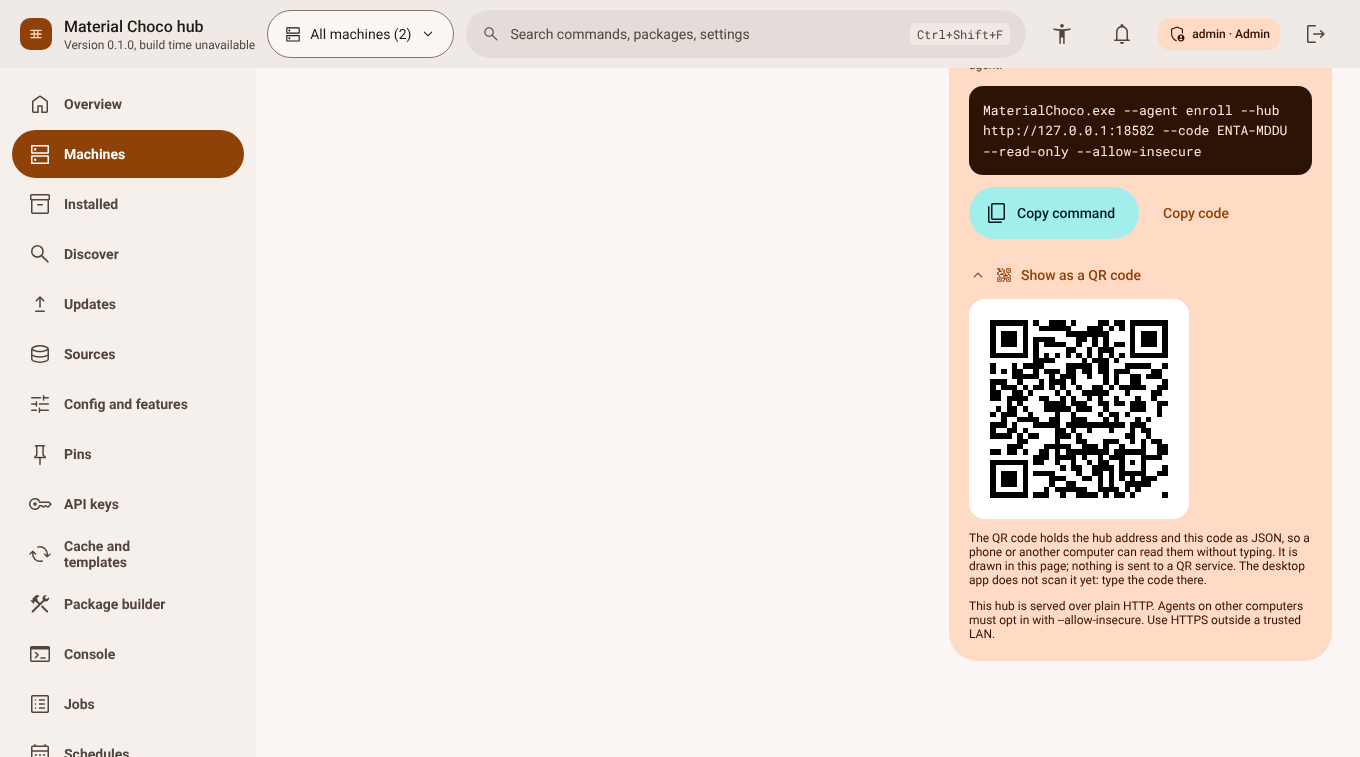 Material Choco hub
Version 0.1.0, build time unavailable
All machines (2)
Search commands, packages, settings
Ctrl+Shift+F
admin · Admin
Overview
Machines
Installed
Discover
Updates
Sources
Config and features
Pins
API keys
Cache and
templates
Package builder
Console
Jobs
Schedules
agent.
MaterialChoco.exe --agent enroll --hub
http://127.0.0.1:18582 --code ENTA-MDDU
--read-only --allow-insecure
Copy command
Copy code
Show as a QR code
The QR code holds the hub address and this code as JSON, so a
phone or another computer can read them without typing. It is
drawn in this page; nothing is sent to a QR service. The desktop
app does not scan it yet: type the code there.
This hub is served over plain HTTP. Agents on other computers
must opt in with --allow-insecure. Use HTTPS outside a trusted
LAN.